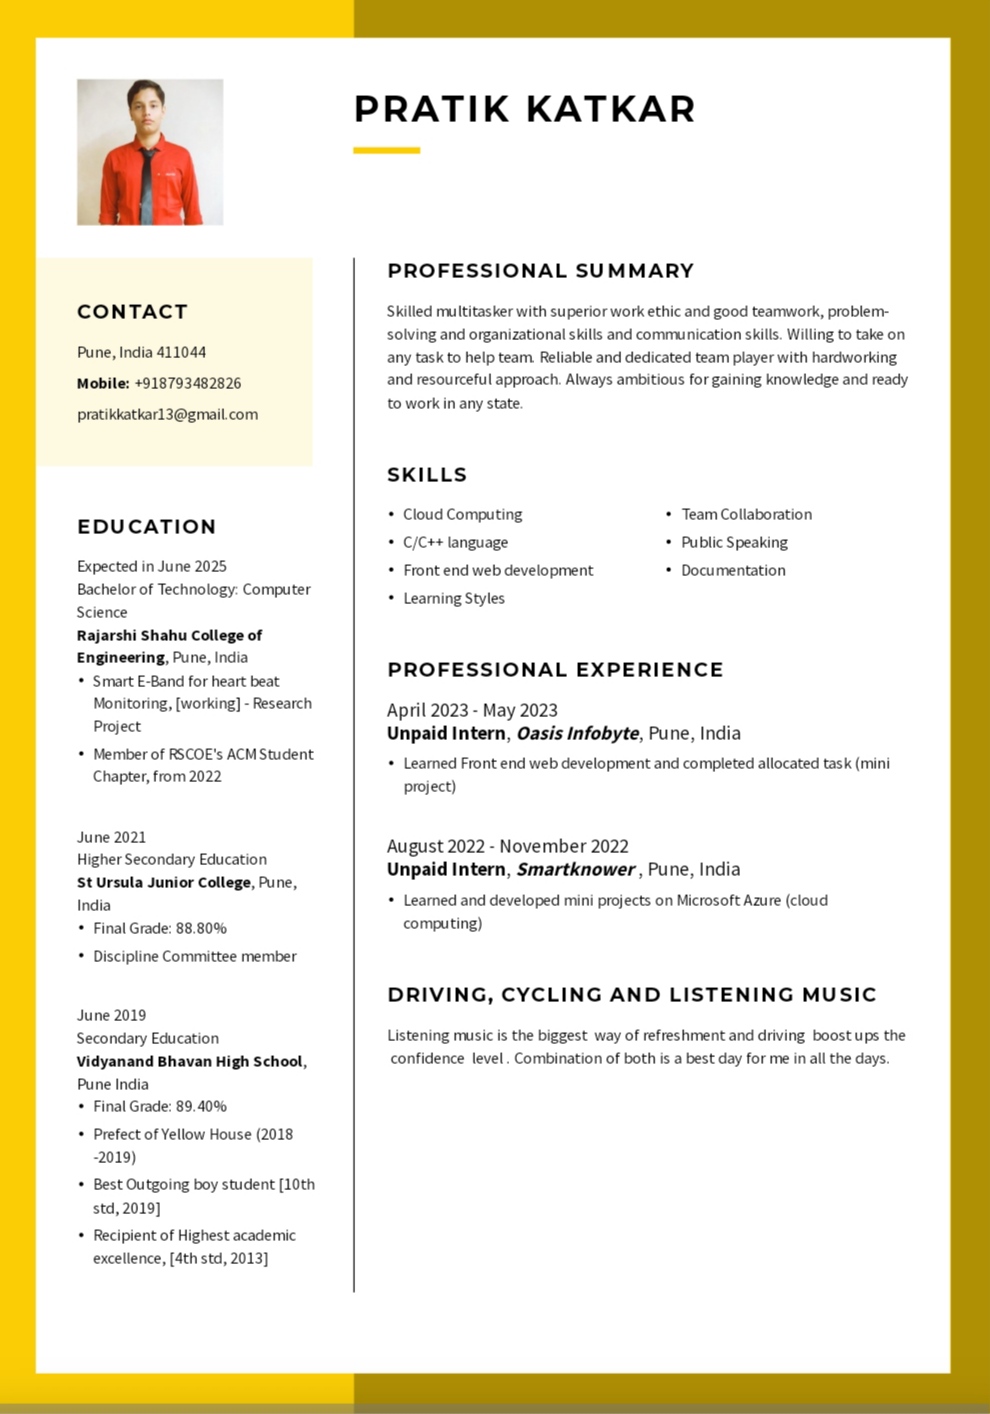 PRATIK KATKAR
CONTACT
Pune, India 411044
Mobile: +918793482826
pratikkatkar13@gmail.com
EDUCATION
Expected in June 2025
Bachelor of Technology: Computer
Science
Rajarshi Shahu College of
Engineering, Pune, India
• Smart E-Band for heart beat
Monitoring, [working] - Research
Project
• Member of RSCOE's ACM Student
Chapter, from 2022
June 2021
Higher Secondary Education
St Ursula Junior College, Pune,
India
• Final Grade: 88.80%
• Discipline Committee member
June 2019
Secondary Education
Vidyanand Bhavan High School,
Pune India
• Final Grade: 89.40%
• Prefect of Yellow House (2018
-2019)
• Best Outgoing boy student [10th
std, 2019]
• Recipient of Highest academic
excellence, [4th std, 2013]
PROFESSIONAL SUMMARY
Skilled multitasker with superior work ethic and good teamwork, problem-
solving and organizational skills and communication skills. Willing to take on
any task to help team. Reliable and dedicated team player with hardworking
and resourceful approach. Always ambitious for gaining knowledge and ready
to work in any state.
SKILLS
• Cloud Computing
• C/C++ language
• Front end web development
• Learning Styles
• Team Collaboration
• Public Speaking
• Documentation
PROFESSIONAL EXPERIENCE
April 2023 - May 2023
Unpaid Intern, Oasis Infobyte, Pune, India
• Learned Front end web development and completed allocated task (mini
project)
August 2022 - November 2022
Unpaid Intern, Smartknower , Pune, India
• Learned and developed mini projects on Microsoft Azure (cloud
computing)
DRIVING, CYCLING AND LISTENING MUSIC
Listening music is the biggest way of refreshment and driving boost ups the
confidence level . Combination of both is a best day for me in all the days.